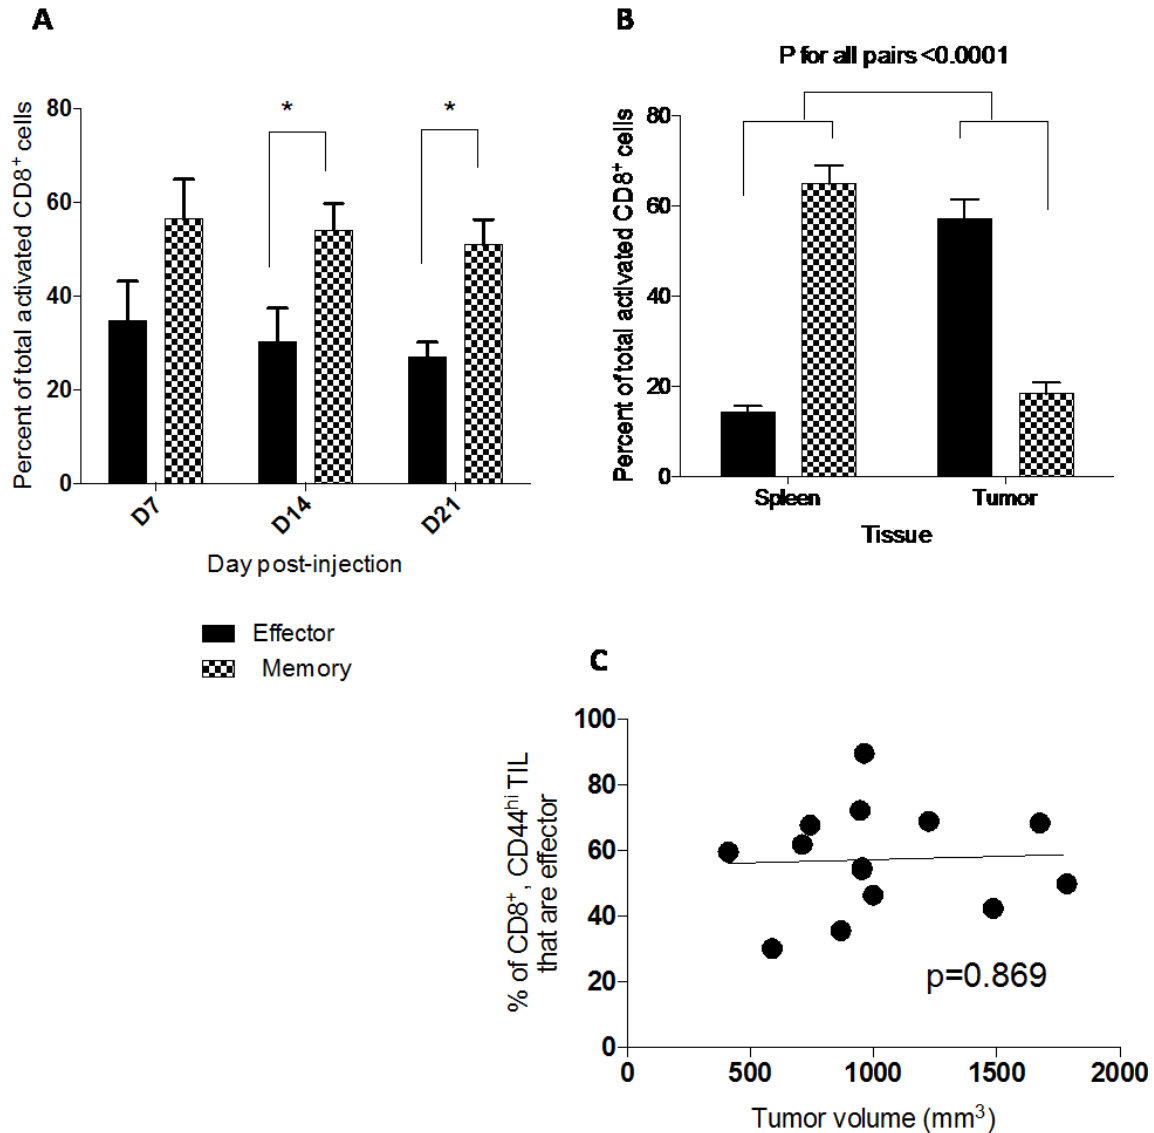 A
Percent of total activated CD8⁺ cells
80
60
40
20
0
*
*
D7
D14
D21
Day post-injection
Effector
Memory
B
P for all pairs <0.0001
Percent of total activated CD8⁺ cells
80
60
40
20
0
Spleen
Tumor
Tissue
C
% of CD8⁺, CD44ʰⁱ TIL
that are effector
100
80
60
40
20
0
p=0.869
0
500
1000
1500
2000
Tumor volume (mm³)